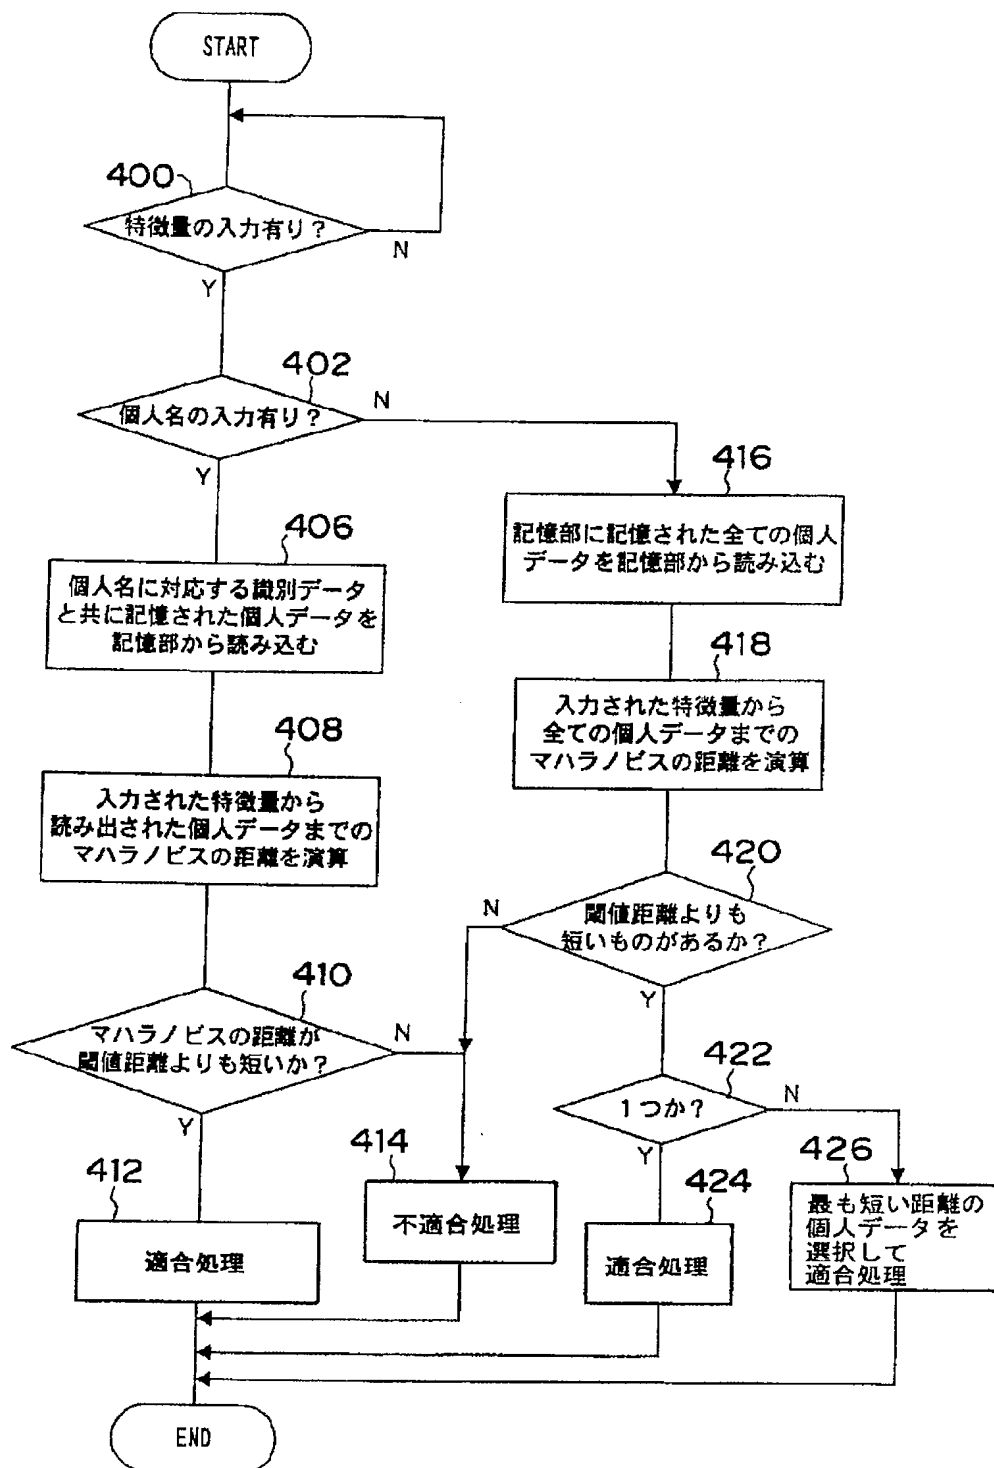 START
400
特徴量の入力有り?
N
Y
402
個人名の入力有り?
N
Y
416
記憶部に記憶された全ての個人
データを記憶部から読み込む
406
個人名に対応する識別データ
と共に記憶された個人データを
記憶部から読み込む
418
入力された特徴量から
全ての個人データまでの
マハラノビスの距離を演算
408
入力された特徴量から
読み出された個人データまでの
マハラノビスの距離を演算
420
閾値距離よりも
短いものがあるか?
N
Y
410
マハラノビスの距離が
閾値距離よりも短いか?
N
Y
422
1つか?
N
Y
412
適合処理
414
不適合処理
424
適合処理
426
最も短い距離の
個人データを
選択して
適合処理
END